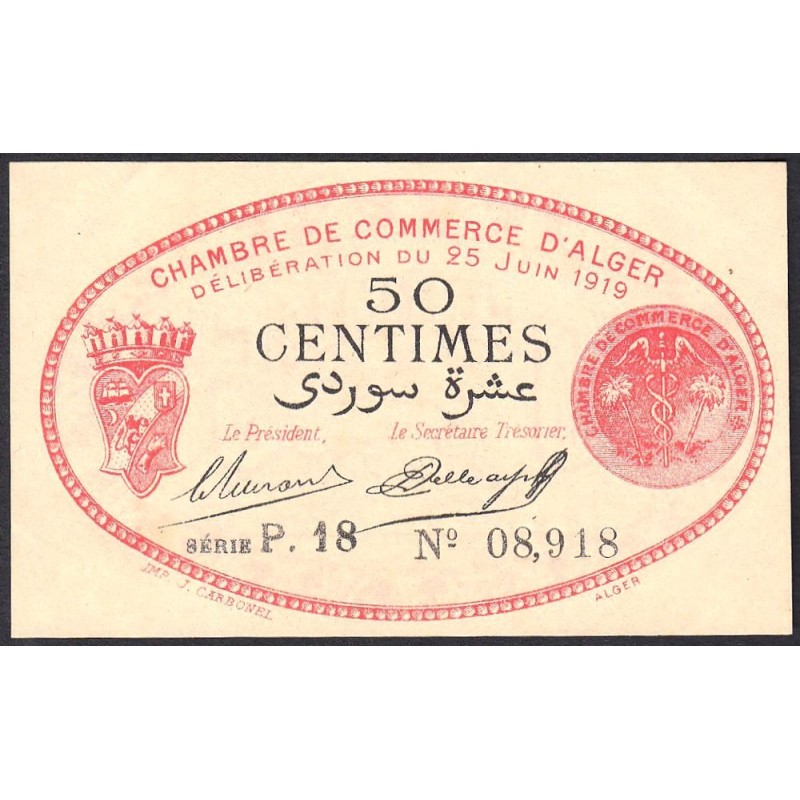 CHAMBRE DE COMMERCE D'ALGER
DÉLIBÉRATION DU 25 JUIN 1919
50
CENTIMES
عشرة سوردى
CHAMBRE DE COMMERCE D'ALGER
Le Président,
Le Secrétaire Trésorier,
SÉRIE P. 18 Nº 08,918
IMP. J. CARBONEL
ALGER